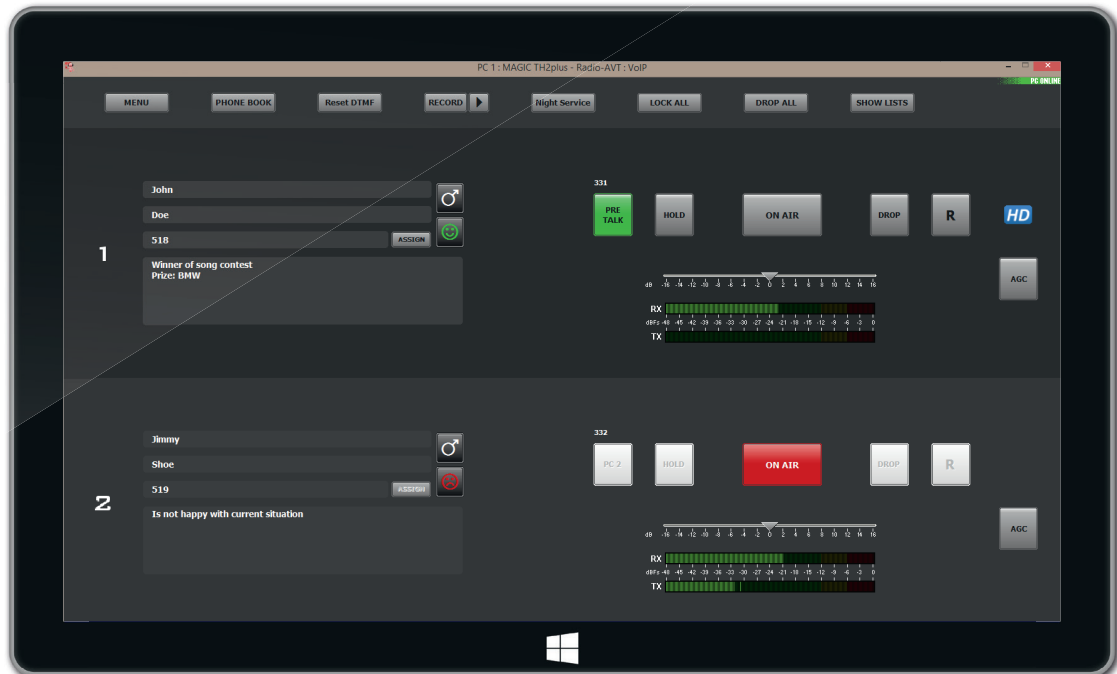 PC 1 : MAGIC TH2plus - Radio-AVT : VoIP
PC ONLINE
MENU
PHONE BOOK
Reset DTMF
RECORD
Night Service
LOCK ALL
DROP ALL
SHOW LISTS
1
John
Doe
518
ASSIGN
Winner of song contest
Prize: BMW
331
PRE
TALK
HOLD
ON AIR
DROP
R
HD
AGC
dB -16 -14 -12 -10 -8 -6 -4 -2 0 2 4 6 8 10 12 14 16
RX
dBFs -48 -45 -42 -39 -36 -33 -30 -27 -24 -21 -18 -15 -12 -9 -6 -3 0
TX
2
Jimmy
Shoe
519
ASSIGN
Is not happy with current situation
332
PC 2
HOLD
ON AIR
DROP
R
AGC
dB -16 -14 -12 -10 -8 -6 -4 -2 0 2 4 6 8 10 12 14 16
RX
dBFs -48 -45 -42 -39 -36 -33 -30 -27 -24 -21 -18 -15 -12 -9 -6 -3 0
TX